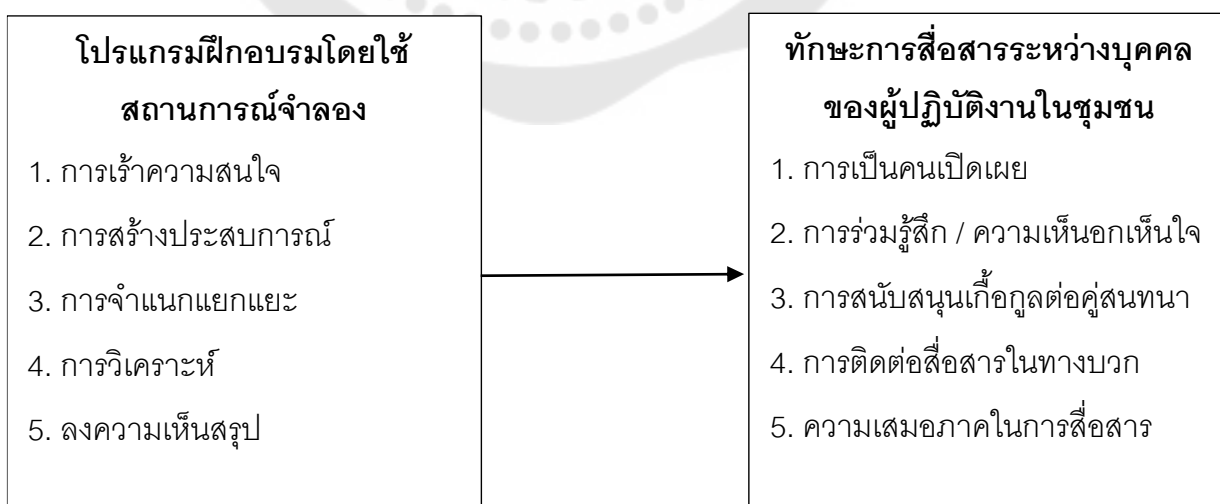 โปรแกรมฝึกอบรมโดยใช้
สถานการณ์จำลอง
1. การเร้าความสนใจ
2. การสร้างประสบการณ์
3. การจำแนกแยกแยะ
4. การวิเคราะห์
5. ลงความเห็นสรุป
ทักษะการสื่อสารระหว่างบุคคล
ของผู้ปฏิบัติงานในชุมชน
1. การเป็นคนเปิดเผย
2. การร่วมรู้สึก / ความเห็นอกเห็นใจ
3. การสนับสนุนเกื้อกูลต่อคู่สนทนา
4. การติดต่อสื่อสารในทางบวก
5. ความเสมอภาคในการสื่อสาร